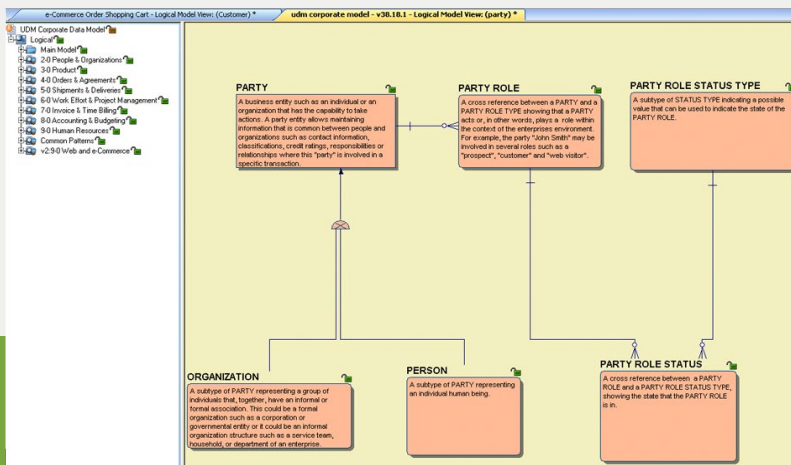 e-Commerce Order Shopping Cart - Logical Model View: (Customer) *
udm corporate model - v30.18.1 - Logical Model View: (party) *
UDM Corporate Data Model
Logical
Main Model
2-0 People & Organizations
3-0 Product
4-0 Orders & Agreements
5-0 Shipments & Deliveries
6-0 Work Effort & Project Management
7-0 Invoice & Time Billing
8-0 Accounting & Budgeting
9-0 Human Resources
Common Patterns
v2:9-0 Web and e-Commerce
PARTY
A business entity such as an individual or an
organization that has the capability to take
actions. A party entity allows maintaining
information that is common between people and
organizations such as contact information,
classifications, credit ratings, responsibilities or
relationships where this "party" is involved in a
specific transaction.
PARTY ROLE
A cross reference between a PARTY and a
PARTY ROLE TYPE showing that a PARTY
acts or, in other words, plays a role within
the context of the enterprises environment.
For example, the party "John Smith" may be
involved in several roles such as a
"prospect", "customer" and "web visitor".
PARTY ROLE STATUS TYPE
A subtype of STATUS TYPE indicating a possible
value that can be used to indicate the state of the
PARTY ROLE.
ORGANIZATION
A subtype of PARTY representing a group of
individuals that, together, have an informal or
formal association. This could be a formal
organization such as a corporation or
governmental entity or it could be an informal
organization structure such as a service team,
household, or department of an enterprise.
PERSON
A subtype of PARTY representing
an individual human being.
PARTY ROLE STATUS
A cross reference between a PARTY
ROLE and a PARTY ROLE STATUS TYPE,
showing the state that the PARTY ROLE
is in.